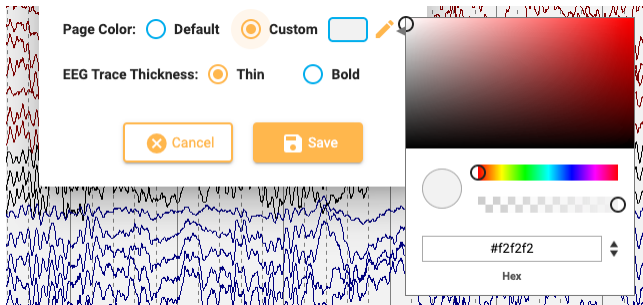 Page Color: Default Custom
EEG Trace Thickness: Thin Bold
Cancel Save
#f2f2f2
Hex